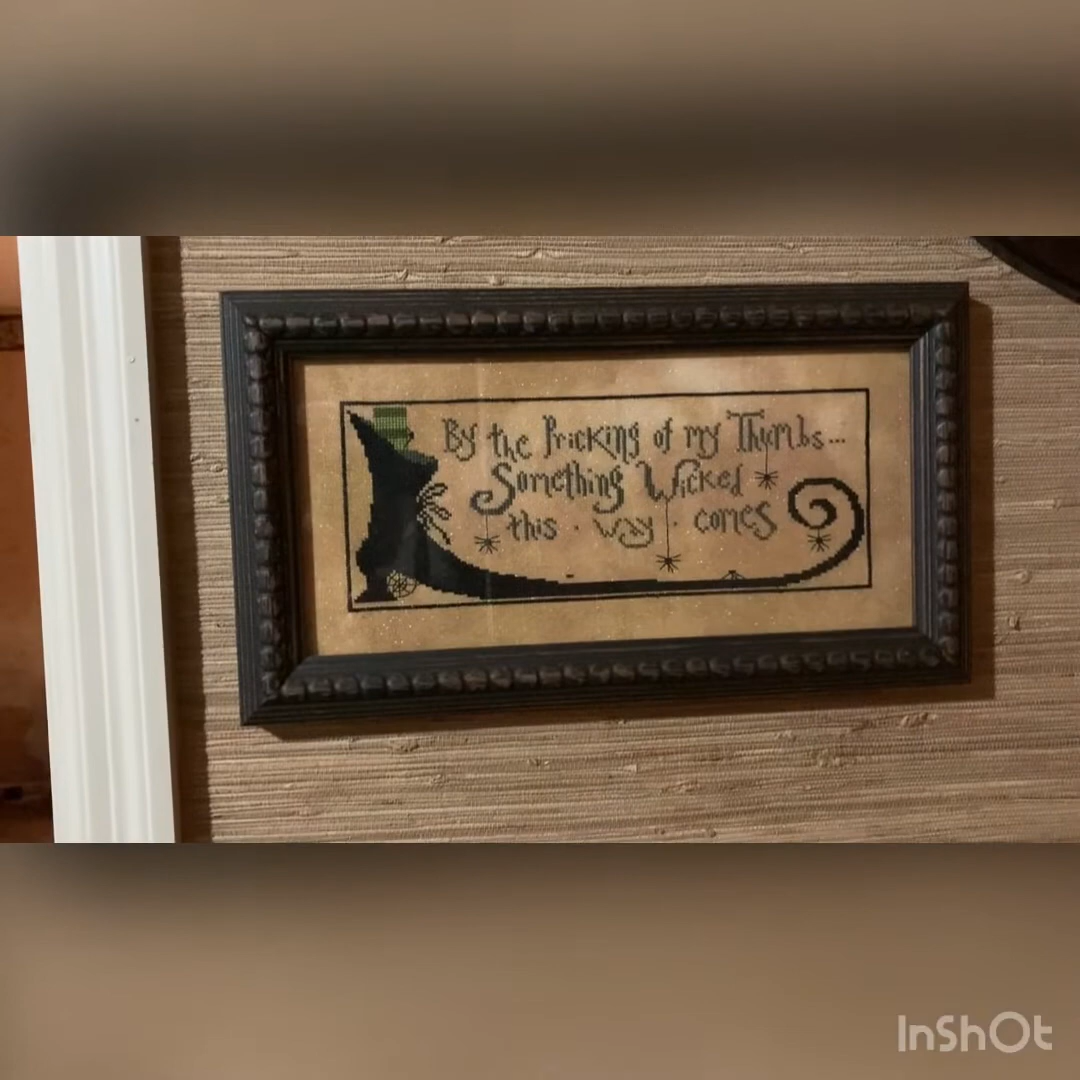 By the Pricking of my Thumbs...
Something Wicked
this · way · comes
InShOt